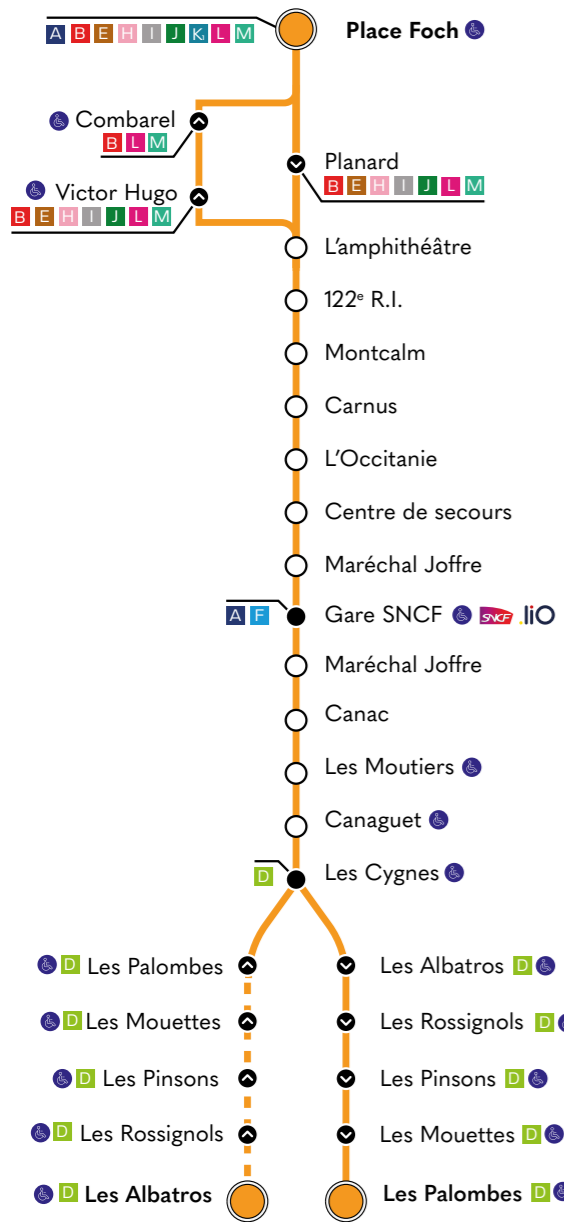 A B E H I J K L M
Place Foch
Combarel
B L M
Planard
B E H I J L M
Victor Hugo
B E H I J L M
L'amphithéâtre
122e R.I.
Montcalm
Carnus
L'Occitanie
Centre de secours
Maréchal Joffre
A F
Gare SNCF SNCF .liO
Maréchal Joffre
Canac
Les Moutiers
Canaguet
D
Les Cygnes
D Les Palombes
Les Albatros D
D Les Mouettes
Les Rossignols D
D Les Pinsons
Les Pinsons D
D Les Rossignols
Les Mouettes D
D Les Albatros
Les Palombes D